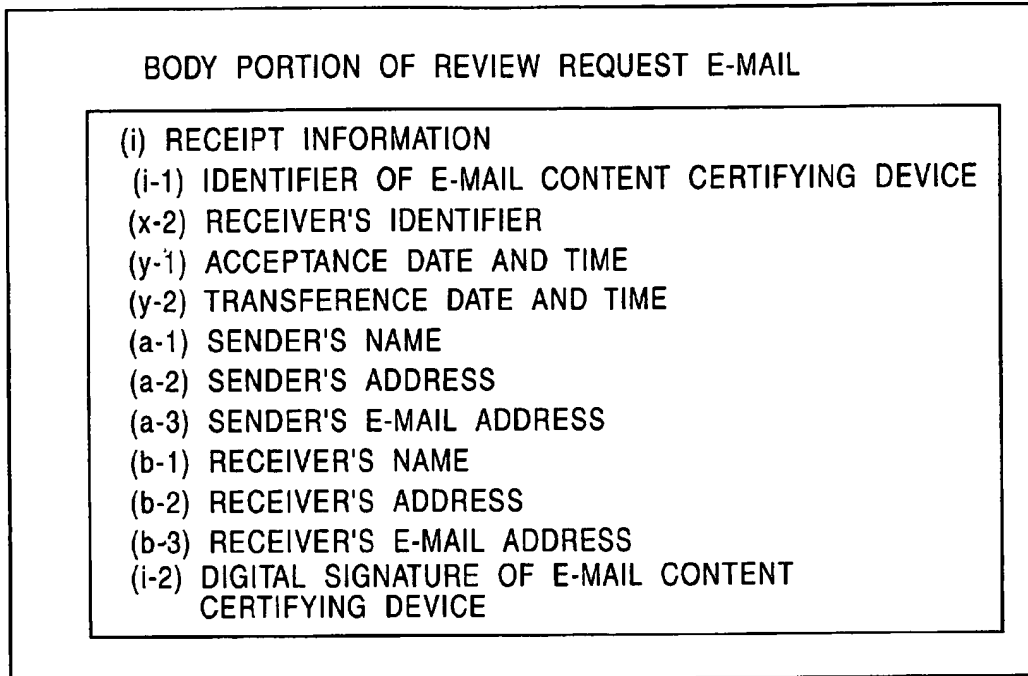 BODY PORTION OF REVIEW REQUEST E-MAIL
(i) RECEIPT INFORMATION
(i-1) IDENTIFIER OF E-MAIL CONTENT CERTIFYING DEVICE
(x-2) RECEIVER'S IDENTIFIER
(y-1) ACCEPTANCE DATE AND TIME
(y-2) TRANSFERENCE DATE AND TIME
(a-1) SENDER'S NAME
(a-2) SENDER'S ADDRESS
(a-3) SENDER'S E-MAIL ADDRESS
(b-1) RECEIVER'S NAME
(b-2) RECEIVER'S ADDRESS
(b-3) RECEIVER'S E-MAIL ADDRESS
(i-2) DIGITAL SIGNATURE OF E-MAIL CONTENT
CERTIFYING DEVICE